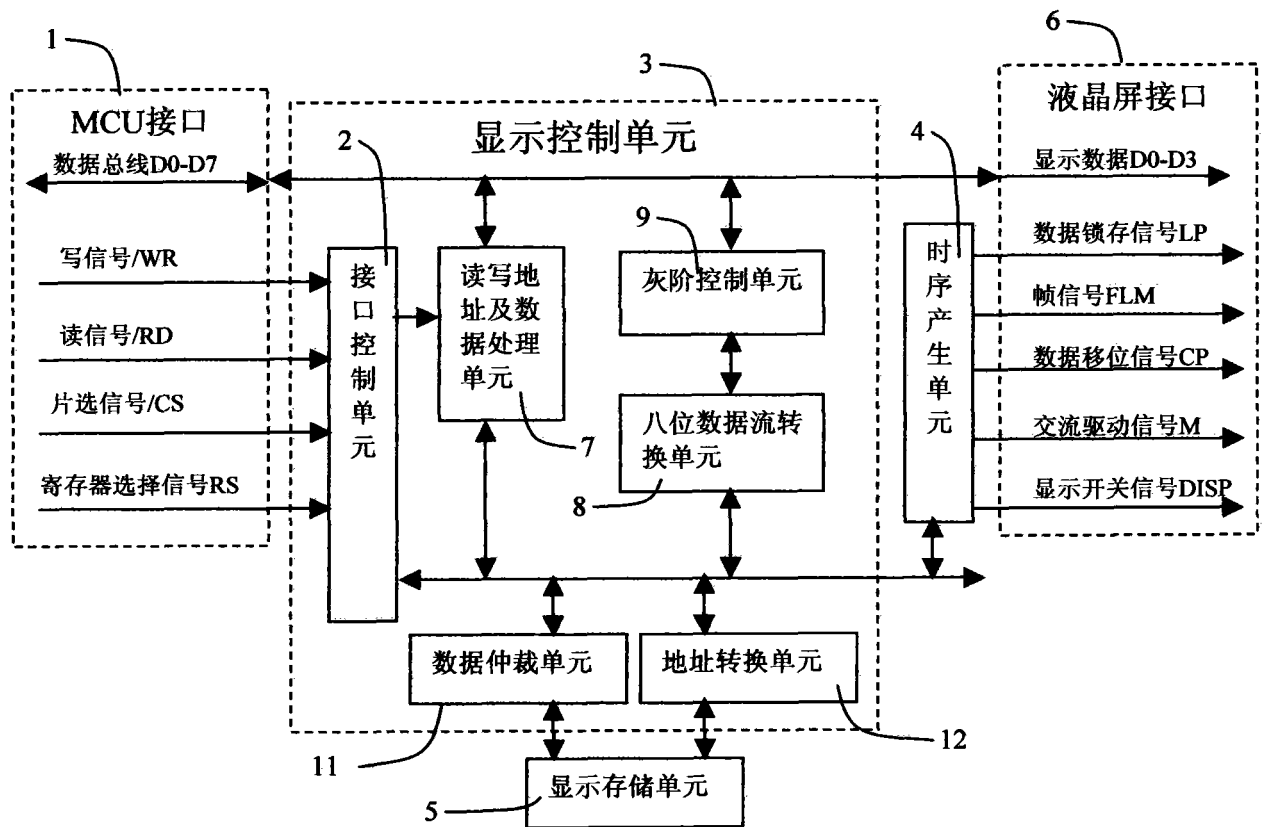 1
3
6
MCU接口
显示控制单元
液晶屏接口
2
4
数据总线D0-D7
显示数据D0-D3
9
写信号/WR
读信号/RD
片选信号/CS
寄存器选择信号RS
接
口
控
制
单
元
读写地
址及数
据处理
单元
7
灰阶控制单元
八位数据流转
换单元
8
时
序
产
生
单
元
数据锁存信号LP
帧信号FLM
数据移位信号CP
交流驱动信号M
显示开关信号DISP
数据仲裁单元
地址转换单元
11
12
显示存储单元
5